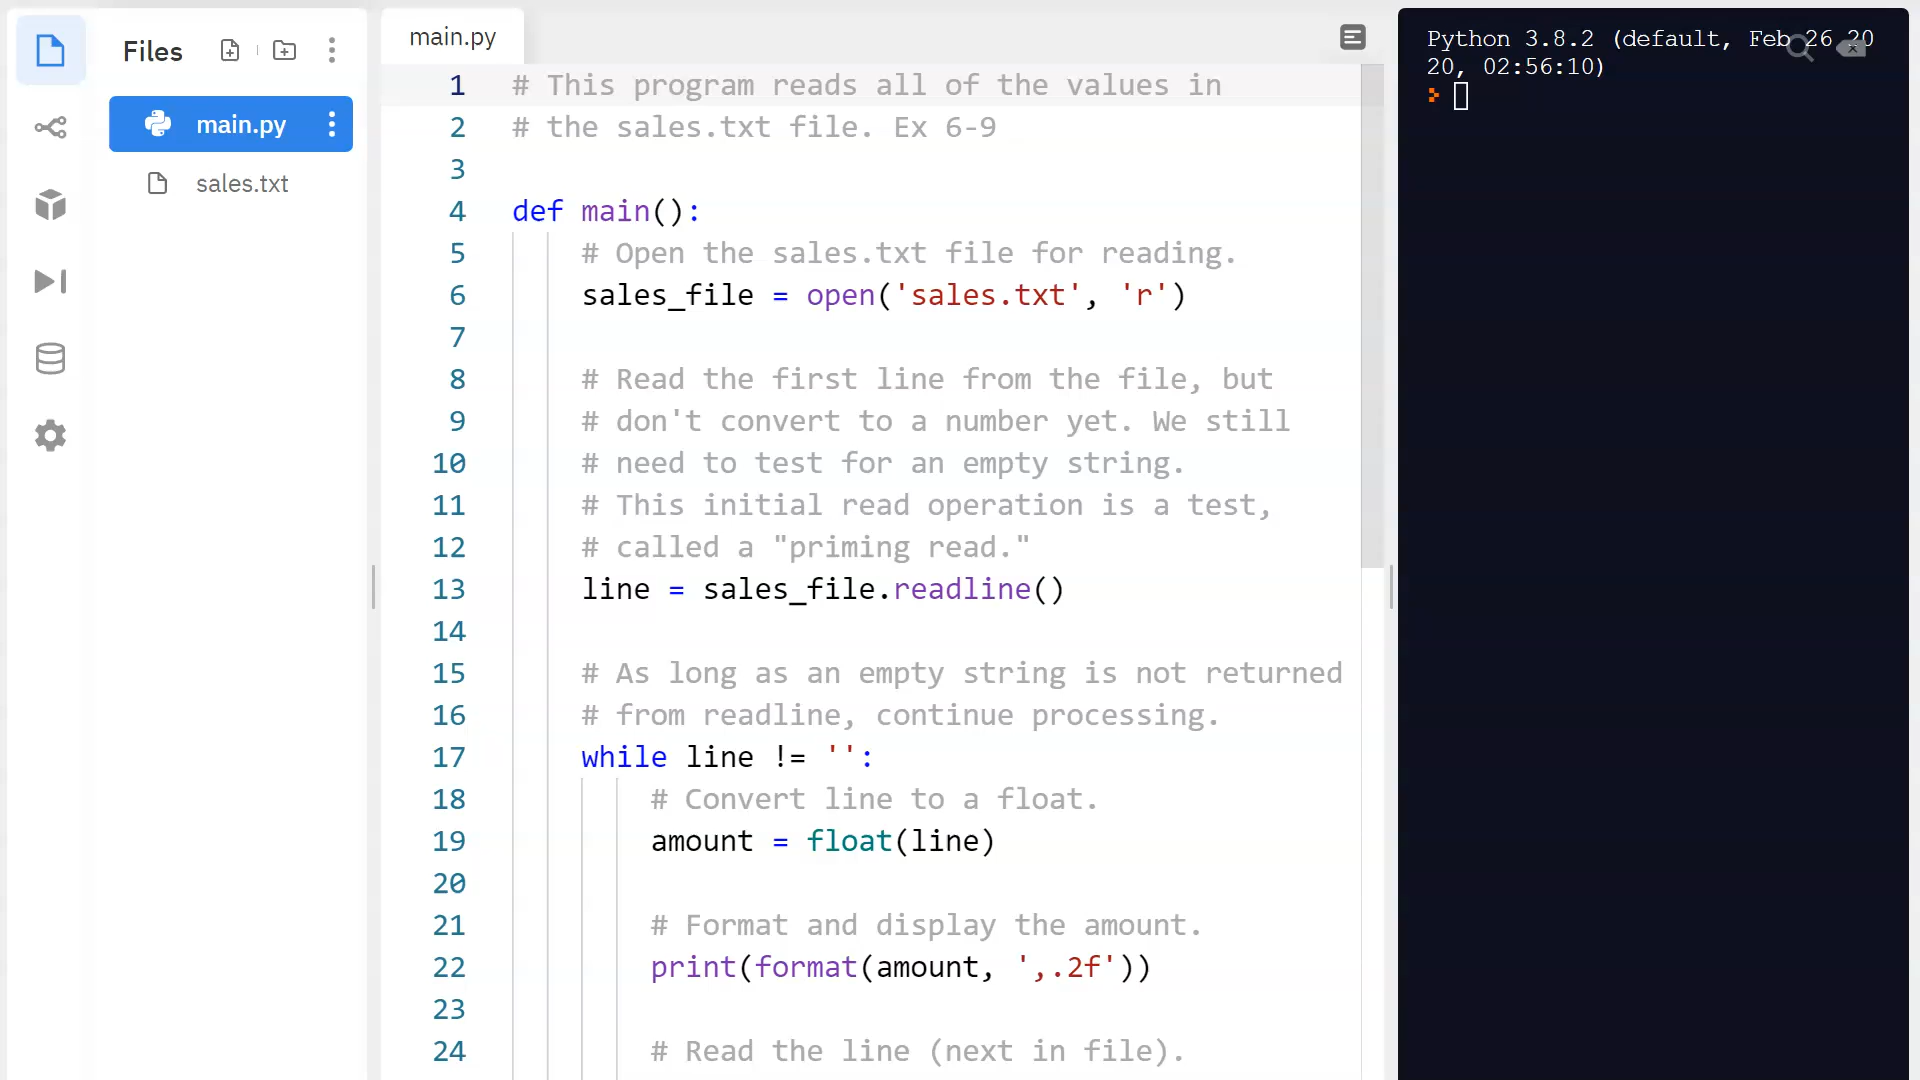 Files
main.py
sales.txt
main.py
1 # This program reads all of the values in
2 # the sales.txt file. Ex 6-9
3
4 def main():
5 # Open the sales.txt file for reading.
6 sales_file = open('sales.txt', 'r')
7
8 # Read the first line from the file, but
9 # don't convert to a number yet. We still
10 # need to test for an empty string.
11 # This initial read operation is a test,
12 # called a "priming read."
13 line = sales_file.readline()
14
15 # As long as an empty string is not returned
16 # from readline, continue processing.
17 while line != '':
18 # Convert line to a float.
19 amount = float(line)
20
21 # Format and display the amount.
22 print(format(amount, ',.2f'))
23
24 # Read the line (next in file).
Python 3.8.2 (default, Feb 26 20
20, 02:56:10)